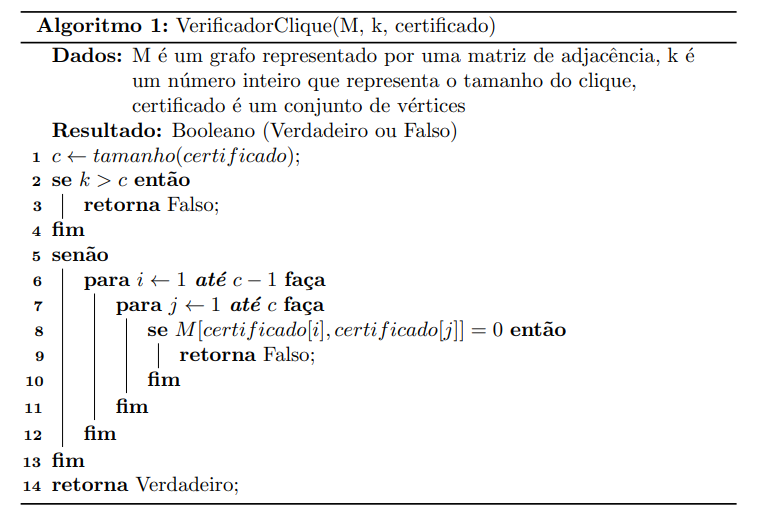 Algoritmo 1: VerificadorClique(M, k, certificado)
Dados: M é um grafo representado por uma matriz de adjacência, k é
um número inteiro que representa o tamanho do clique,
certificado é um conjunto de vértices
Resultado: Booleano (Verdadeiro ou Falso)
1 c ← tamanho(certificado);
2 se k > c então
3 retorna Falso;
4 fim
5 senão
6 para i ← 1 até c − 1 faça
7 para j ← 1 até c faça
8 se M[certificado[i], certificado[j]] = 0 então
9 retorna Falso;
10 fim
11 fim
12 fim
13 fim
14 retorna Verdadeiro;